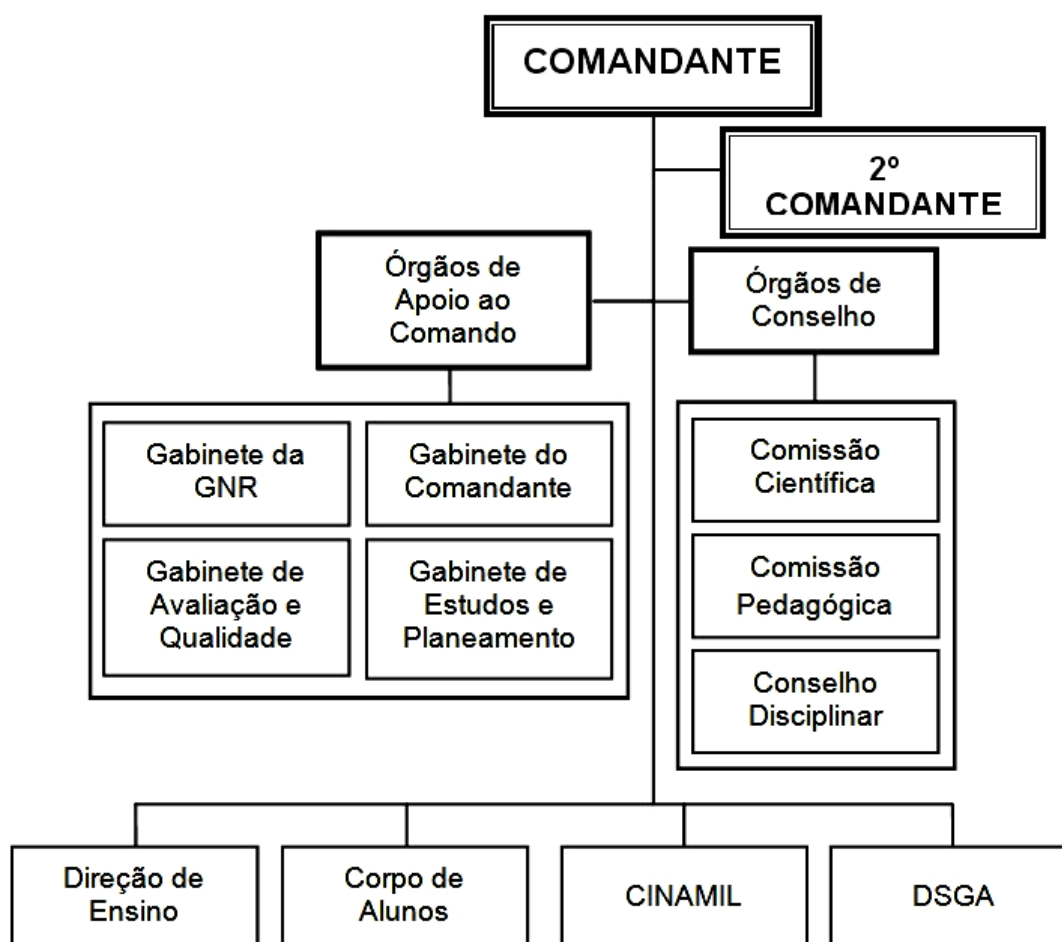 COMANDANTE
2º
COMANDANTE
Órgãos de
Apoio ao
Comando
Órgãos de
Conselho
Gabinete da
GNR
Gabinete do
Comandante
Gabinete de
Avaliação e
Qualidade
Gabinete de
Estudos e
Planeamento
Comissão
Científica
Comissão
Pedagógica
Conselho
Disciplinar
Direção de
Ensino
Corpo de
Alunos
CINAMIL
DSGA